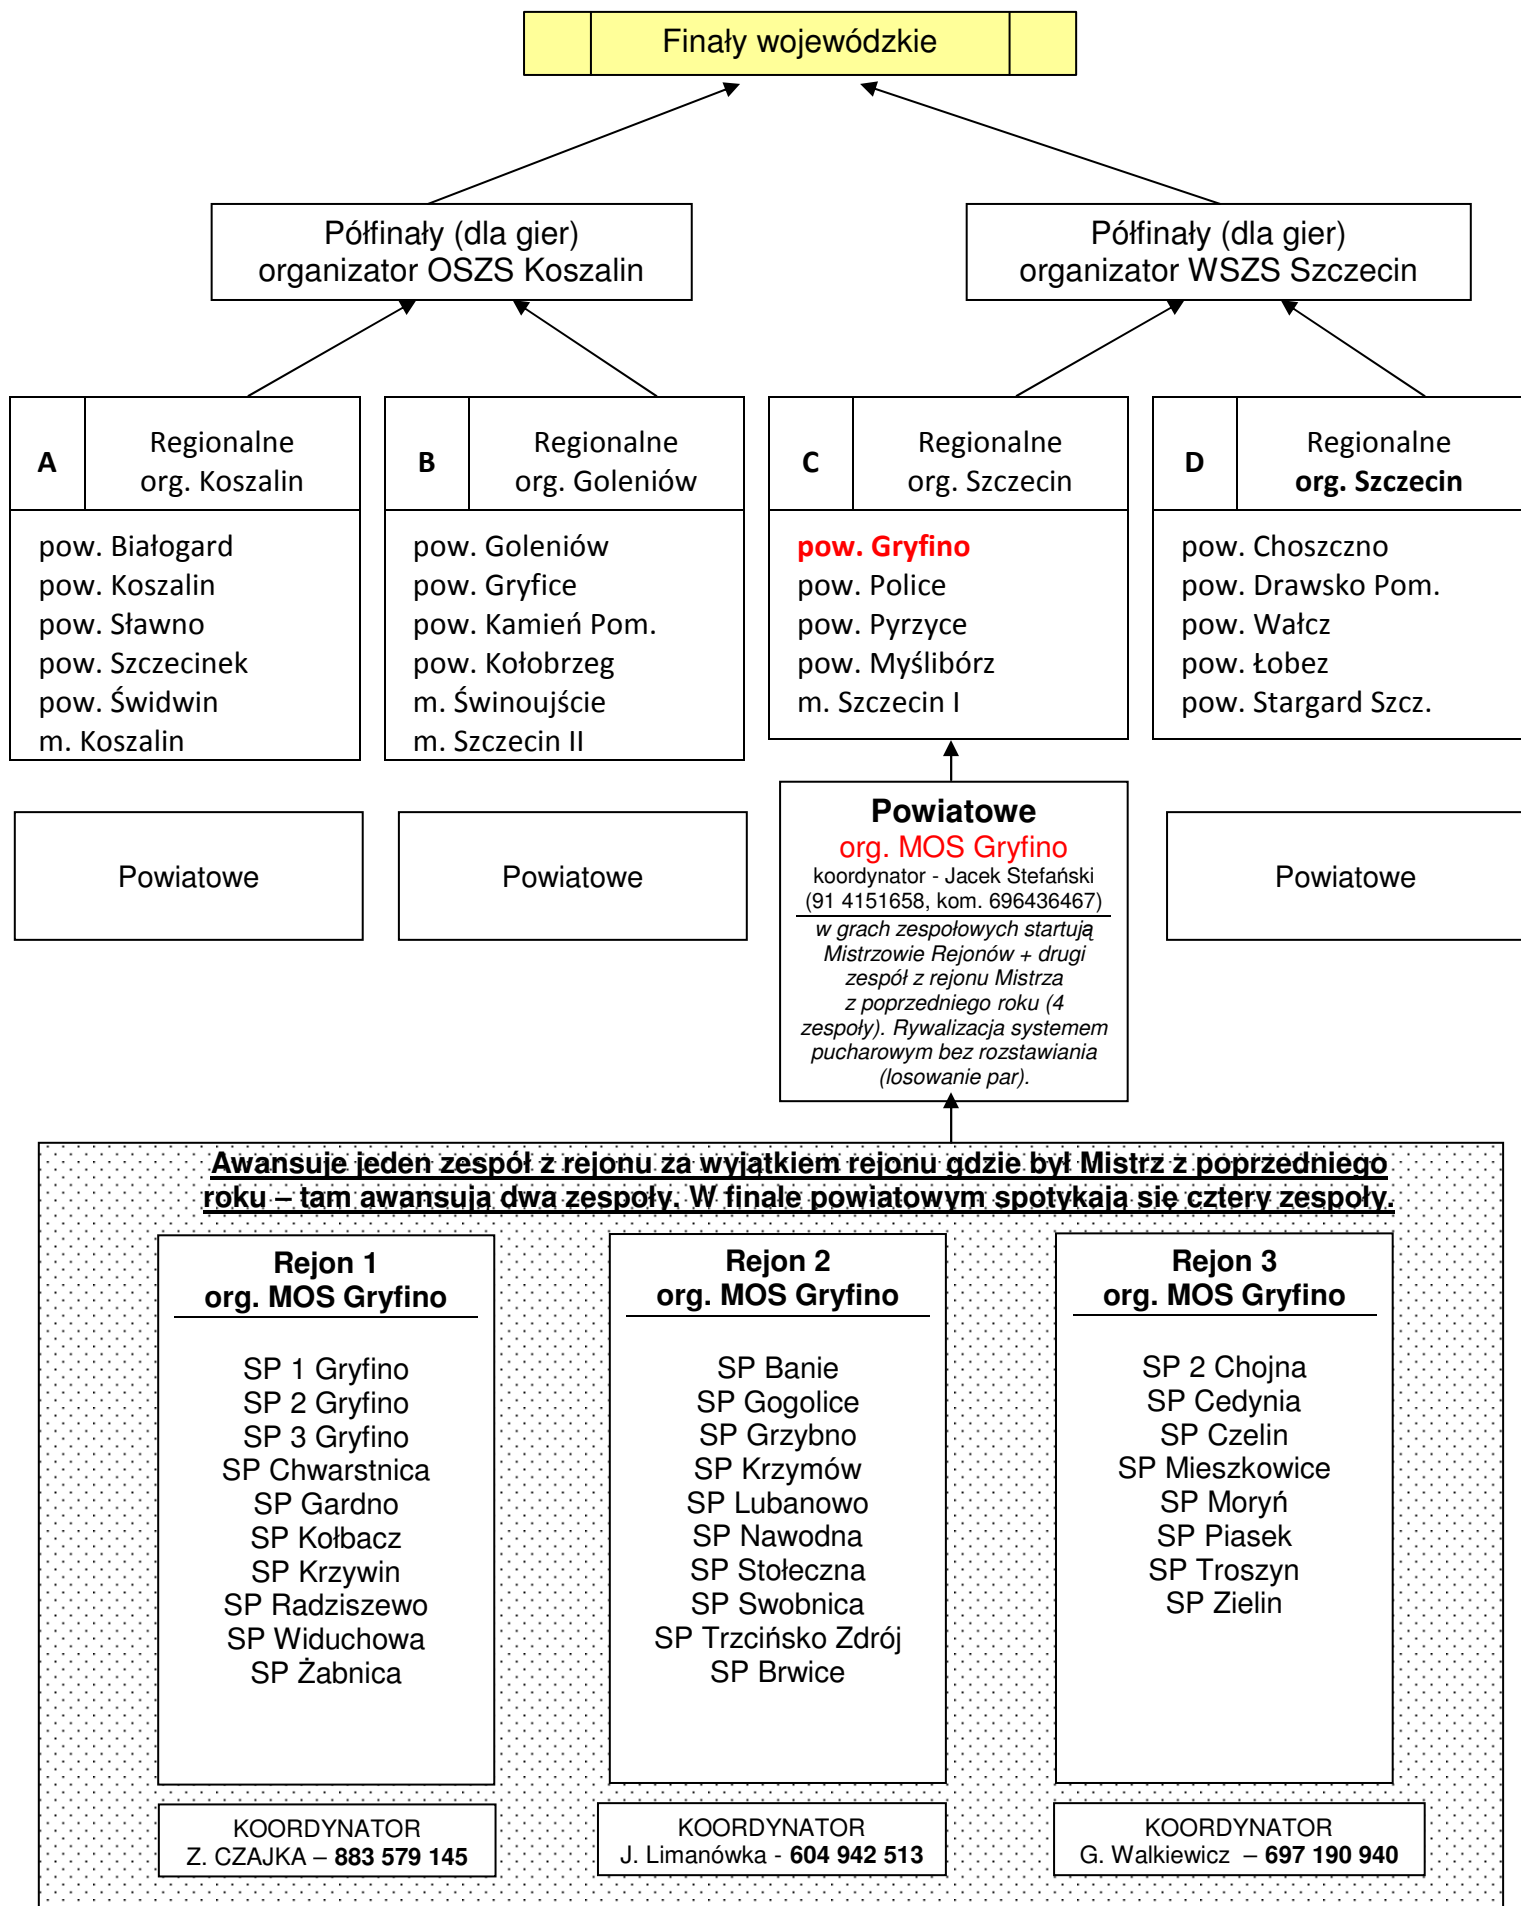 Finały wojewódzkie
Półfinały (dla gier)
organizator OSZS Koszalin
Półfinały (dla gier)
organizator WSZS Szczecin
A
Regionalne
org. Koszalin
pow. Białogard
pow. Koszalin
pow. Sławno
pow. Szczecinek
pow. Świdwin
m. Koszalin
B
Regionalne
org. Goleniów
pow. Goleniów
pow. Gryfice
pow. Kamień Pom.
pow. Kołobrzeg
m. Świnoujście
m. Szczecin II
C
Regionalne
org. Szczecin
pow. Gryfino
pow. Police
pow. Pyrzyce
pow. Myślibórz
m. Szczecin I
D
Regionalne
org. Szczecin
pow. Choszczno
pow. Drawsko Pom.
pow. Wałcz
pow. Łobez
pow. Stargard Szcz.
Powiatowe
Powiatowe
Powiatowe
org. MOS Gryfino
koordynator - Jacek Stefański
(91 4151658, kom. 696436467)
w grach zespołowych startują
Mistrzowie Rejonów + drugi
zespół z rejonu Mistrza
z poprzedniego roku (4
zespoły). Rywalizacja systemem
pucharowym bez rozstawiania
(losowanie par).
Powiatowe
Awansuje jeden zespół z rejonu za wyjątkiem rejonu gdzie był Mistrz z poprzedniego
roku – tam awansują dwa zespoły. W finale powiatowym spotykają się cztery zespoły.
Rejon 1
org. MOS Gryfino
SP 1 Gryfino
SP 2 Gryfino
SP 3 Gryfino
SP Chwarstnica
SP Gardno
SP Kołbacz
SP Krzywin
SP Radziszewo
SP Widuchowa
SP Żabnica
Rejon 2
org. MOS Gryfino
SP Banie
SP Gogolice
SP Grzybno
SP Krzymów
SP Lubanowo
SP Nawodna
SP Stołeczna
SP Swobnica
SP Trzcińsko Zdrój
SP Brwice
Rejon 3
org. MOS Gryfino
SP 2 Chojna
SP Cedynia
SP Czelin
SP Mieszkowice
SP Moryń
SP Piasek
SP Troszyn
SP Zielin
KOORDYNATOR
Z. CZAJKA – 883 579 145
KOORDYNATOR
J. Limanówka - 604 942 513
KOORDYNATOR
G. Walkiewicz – 697 190 940